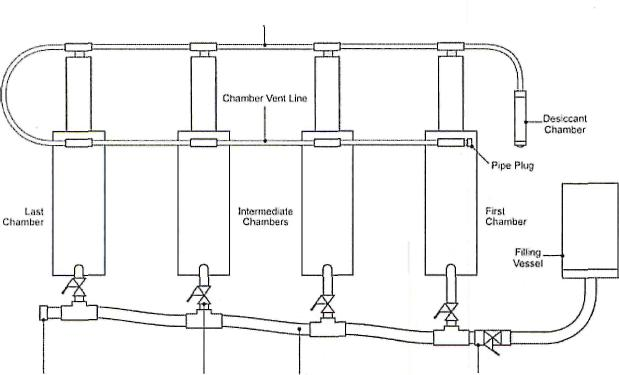 Chamber Vent Line
Desiccant
Chamber
Pipe Plug
Last
Chamber
Intermediate
Chambers
First
Chamber
Filling
Vessel